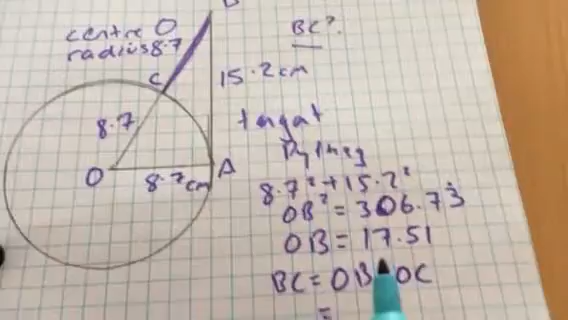 centre O
radius 8.7
BC?
C
15.2cm
8.7
tangat
Pythag
O
8.7cm
A
8.7²+15.2²
OB²=306.73
OB=17.51
BC=OB OC
=